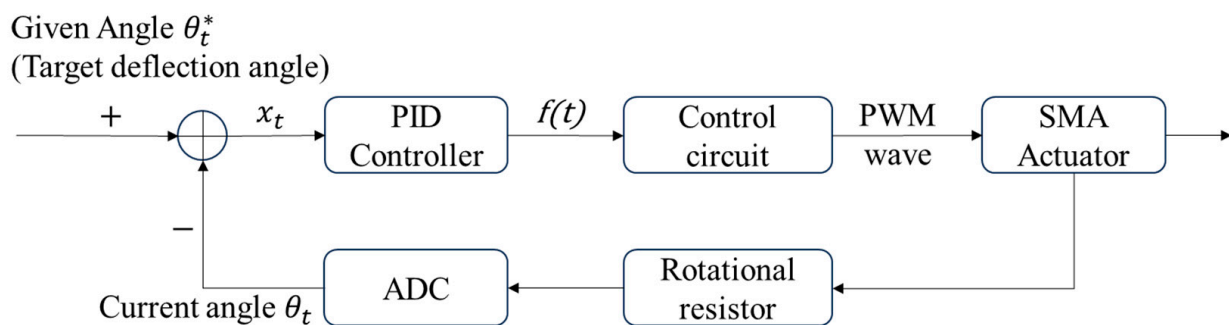 Given Angle θ*ₜ
(Target deflection angle)
+
xₜ
PID
Controller
f(t)
Control
circuit
PWM
wave
SMA
Actuator
−
Current angle θₜ
ADC
Rotational
resistor